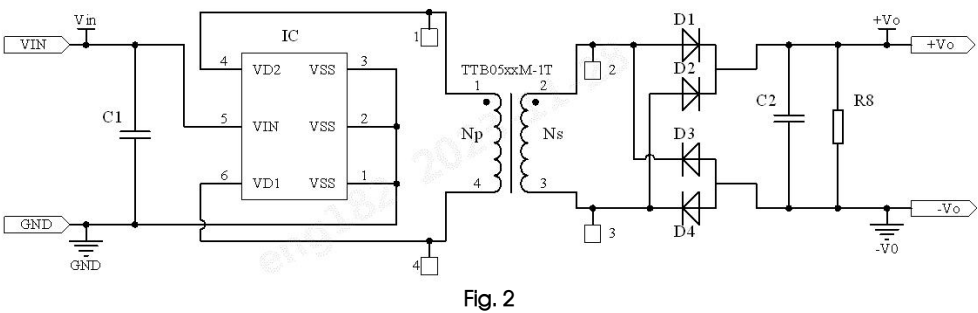 Vin
VIN
GND
GND
C1
IC
4 VD2 VSS 3
5 VIN VSS 2
6 VD1 VSS 1
1
4
TTB05xxM-1T
1 2
Np Ns
4 3
2
3
D1
D2
D3
D4
C2
R8
+Vo
+Vo
-Vo
-V0
Fig. 2